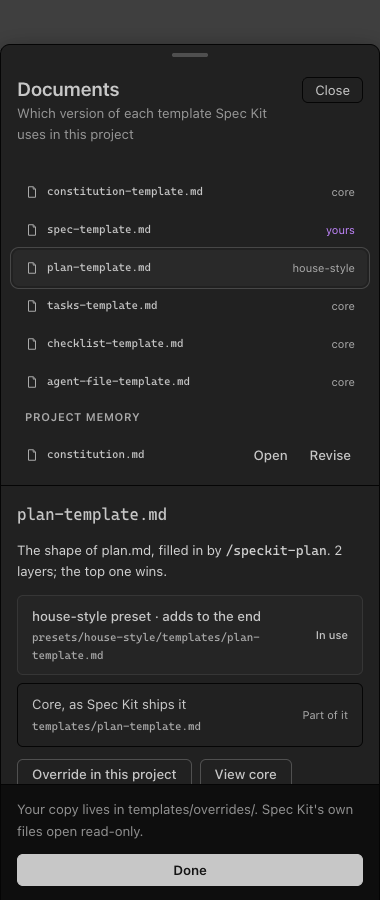 Documents
Close
Which version of each template Spec Kit
uses in this project
constitution-template.md core
spec-template.md yours
plan-template.md house-style
tasks-template.md core
checklist-template.md core
agent-file-template.md core
PROJECT MEMORY
constitution.md Open Revise
plan-template.md
The shape of plan.md, filled in by /speckit-plan. 2
layers; the top one wins.
house-style preset · adds to the end
presets/house-style/templates/plan-
template.md
In use
Core, as Spec Kit ships it
templates/plan-template.md
Part of it
Override in this project View core
Your copy lives in templates/overrides/. Spec Kit's own
files open read-only.
Done